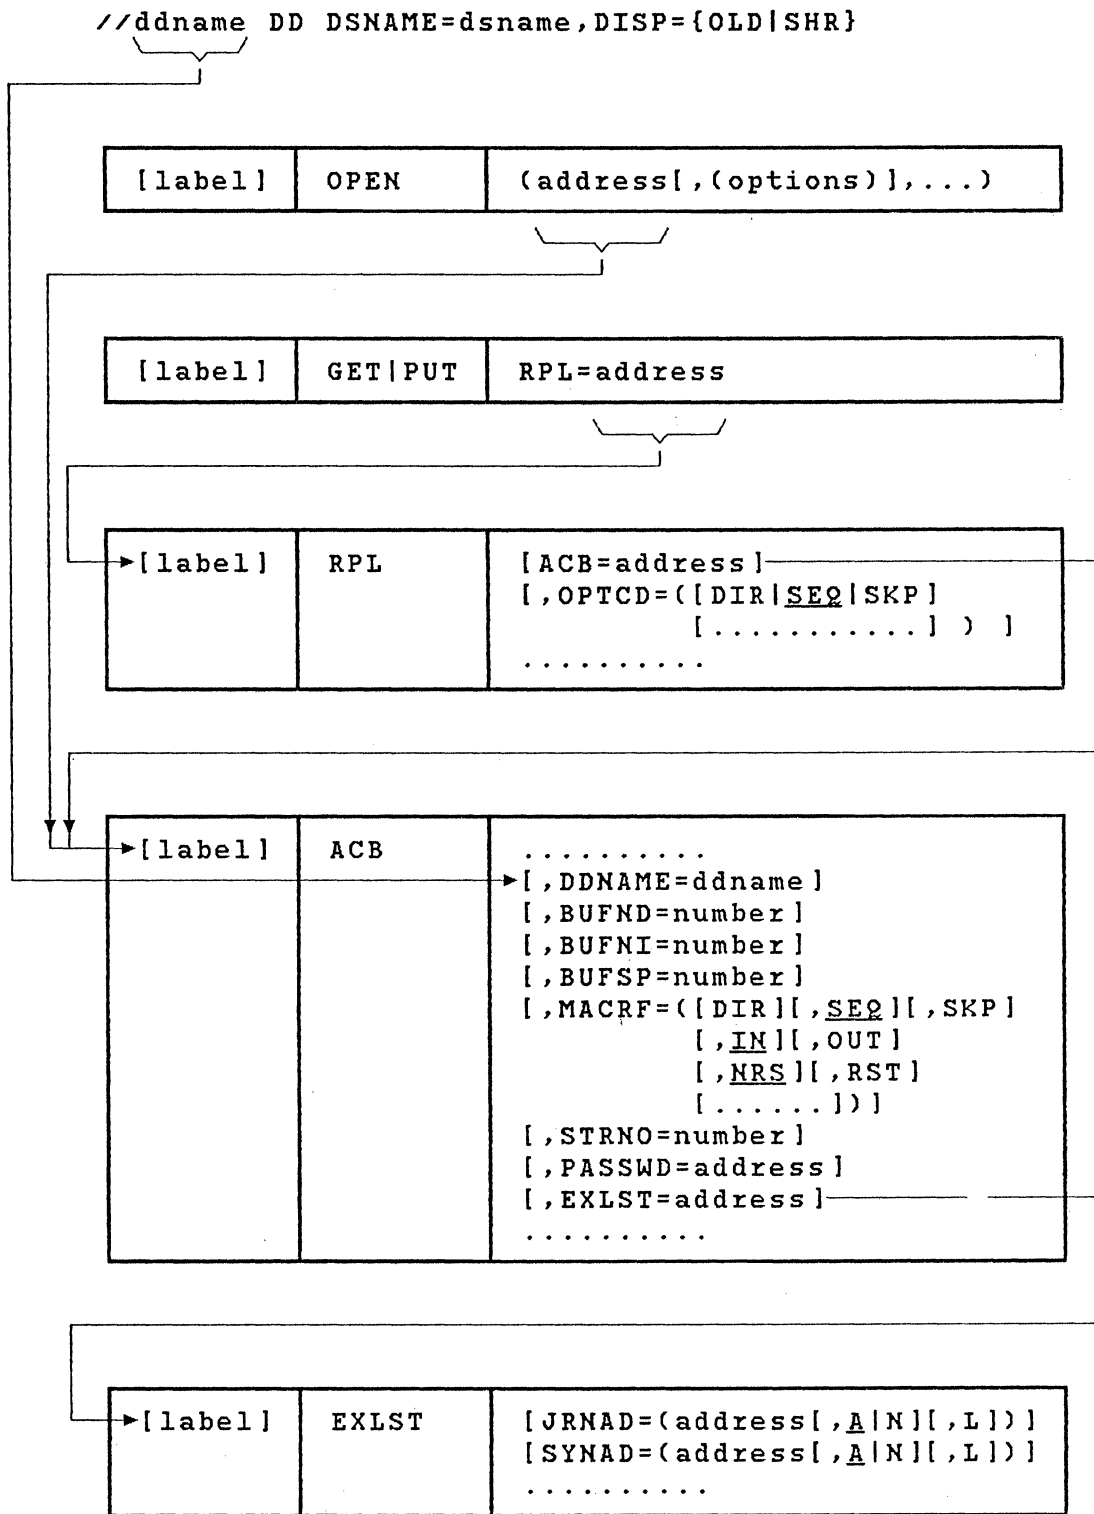 //ddname DD DSNAME=dsname,DISP={OLD|SHR}
[label] OPEN (address[,(options)],...)
[label] GET|PUT RPL=address
[label] RPL [ACB=address]
[,OPTCD=([DIR|SEQ|SKP]
[...........] ) ]
..........
[label] ACB ..........
[,DDNAME=ddname]
[,BUFND=number]
[,BUFNI=number]
[,BUFSP=number]
[,MACRF=([DIR][,SEQ][,SKP]
[,IN][,OUT]
[,NRS][,RST]
[......])]
[,STRNO=number]
[,PASSWD=address]
[,EXLST=address]
..........
[label] EXLST [JRNAD=(address[,A|N][,L])]
[SYNAD=(address[,A|N][,L])]
..........